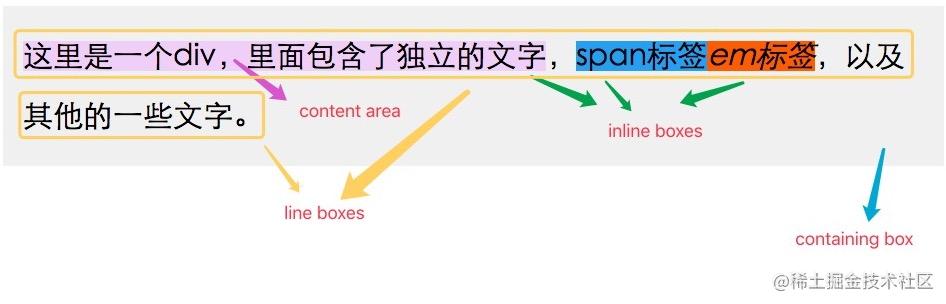 这里是一个div，里面包含了独立的文字，span标签em标签，以及
其他的一些文字。
content area
inline boxes
line boxes
containing box
@稀土掘金技术社区